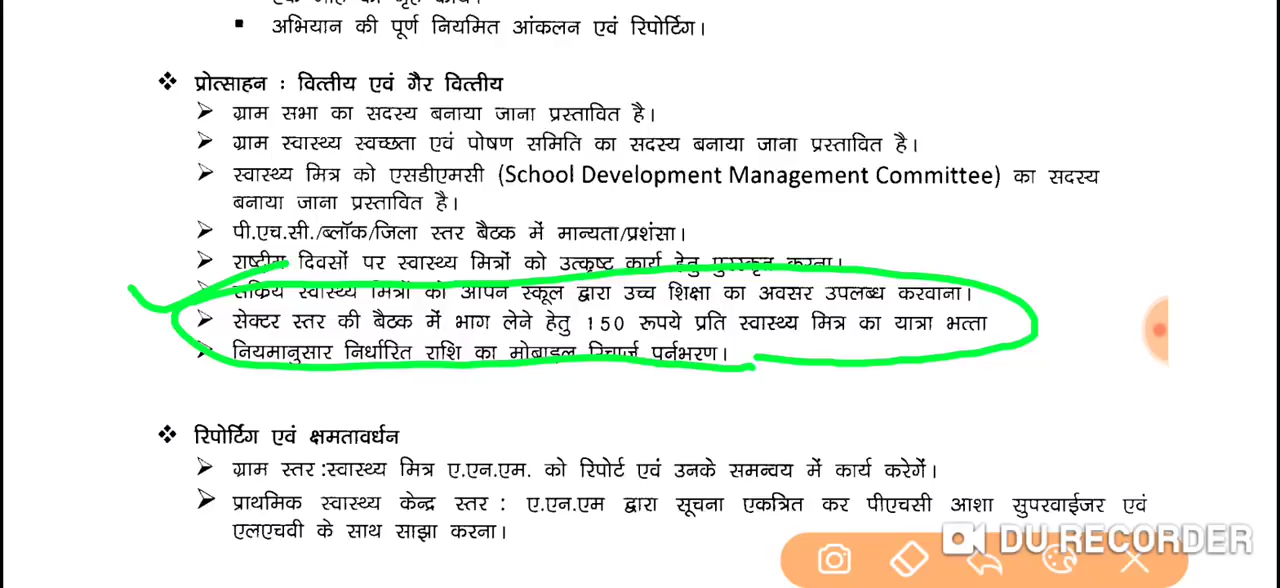 अभियान की पूर्ण नियमित आंकलन एवं रिपोर्टिंग।
प्रोत्साहन : वित्तीय एवं गैर वित्तीय
ग्राम सभा का सदस्य बनाया जाना प्रस्तावित है।
ग्राम स्वास्थ्य स्वच्छता एवं पोषण समिति का सदस्य बनाया जाना प्रस्तावित है।
स्वास्थ्य मित्र को एसडीएमसी (School Development Management Committee) का सदस्य
बनाया जाना प्रस्तावित है।
पी.एच.सी./ब्लॉक/जिला स्तर बैठक में मान्यता/प्रशंसा।
राष्ट्रीय दिवसों पर स्वास्थ्य मित्रों को उत्कृष्ट कार्य हेतु पुरस्कृत करना।
सक्रिय स्वास्थ्य मित्रों को ओपन स्कूल द्वारा उच्च शिक्षा का अवसर उपलब्ध करवाना।
सेक्टर स्तर की बैठक में भाग लेने हेतु 150 रूपये प्रति स्वास्थ्य मित्र का यात्रा भत्ता
नियमानुसार निर्धारित राशि का मोबाइल रिचार्ज पुर्नभरण।
रिपोर्टिंग एवं क्षमतावर्धन
ग्राम स्तर :स्वास्थ्य मित्र ए.एन.एम. को रिपोर्ट एवं उनके समन्वय में कार्य करेगें।
प्राथमिक स्वास्थ्य केन्द्र स्तर : ए.एन.एम द्वारा सूचना एकत्रित कर पीएचसी आशा सुपरवाईजर एवं
एलएचवी के साथ साझा करना।
DU RECORDER